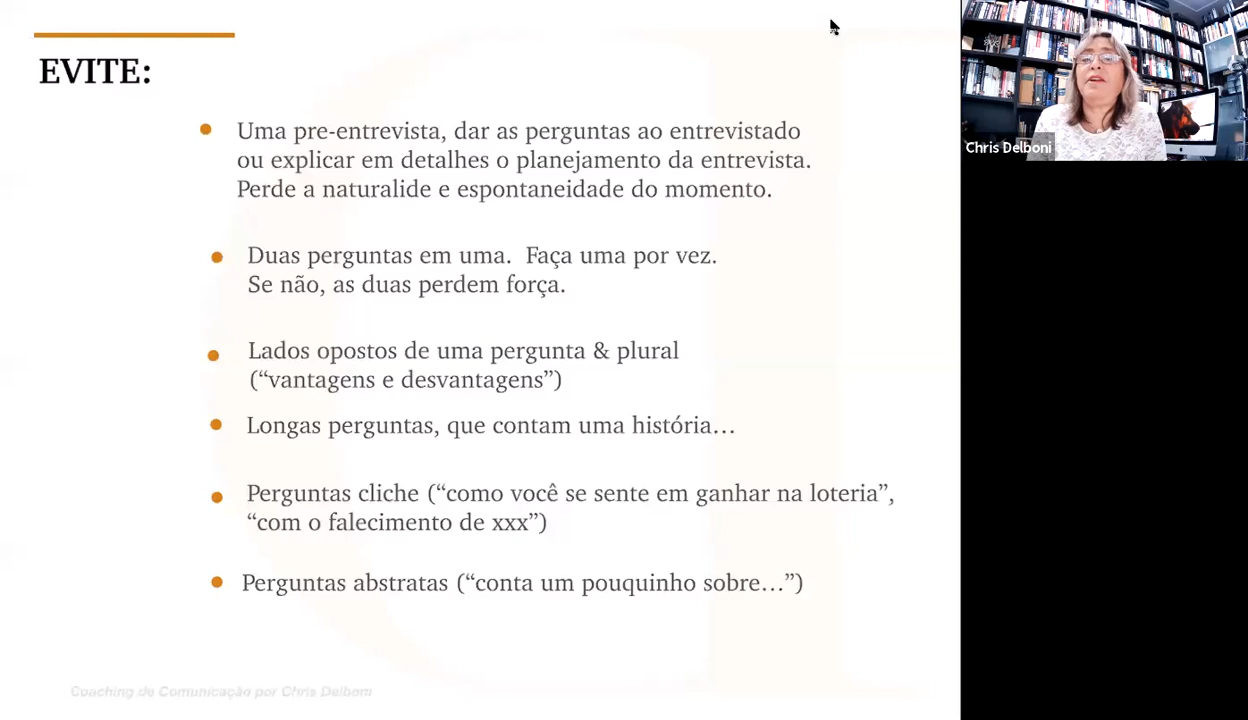 EVITE:
Uma pre-entrevista, dar as perguntas ao entrevistado
ou explicar em detalhes o planejamento da entrevista.
Perde a naturalide e espontaneidade do momento.
Duas perguntas em uma.  Faça uma por vez.
Se não, as duas perdem força.
Lados opostos de uma pergunta & plural
(“vantagens e desvantagens”)
Longas perguntas, que contam uma história…
Perguntas cliche (“como você se sente em ganhar na loteria”,
“com o falecimento de xxx”)
Perguntas abstratas (“conta um pouquinho sobre…”)
Coaching de Comunicação por Chris Delboni
Chris Delboni